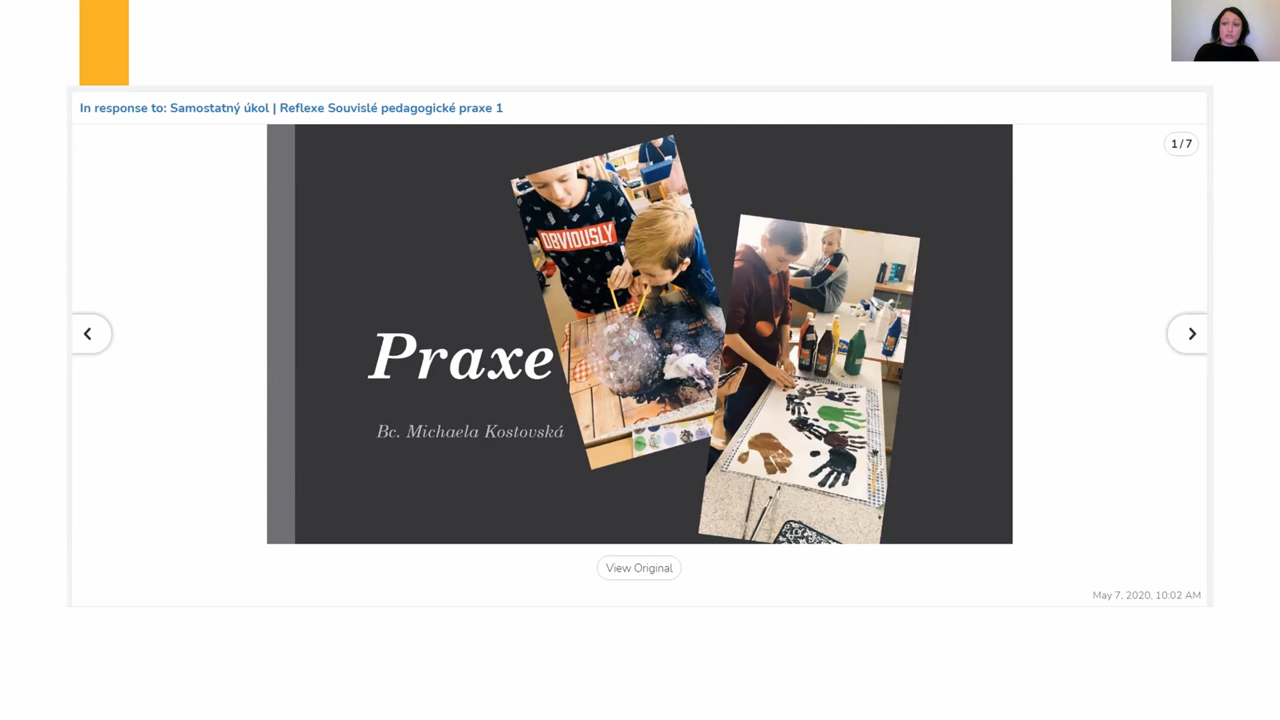 In response to: Samostatný úkol | Reflexe Souvislé pedagogické praxe 1
1 / 7
OBVIOUSLY
Praxe
Bc. Michaela Kostovská
View Original
May 7, 2020, 10:02 AM